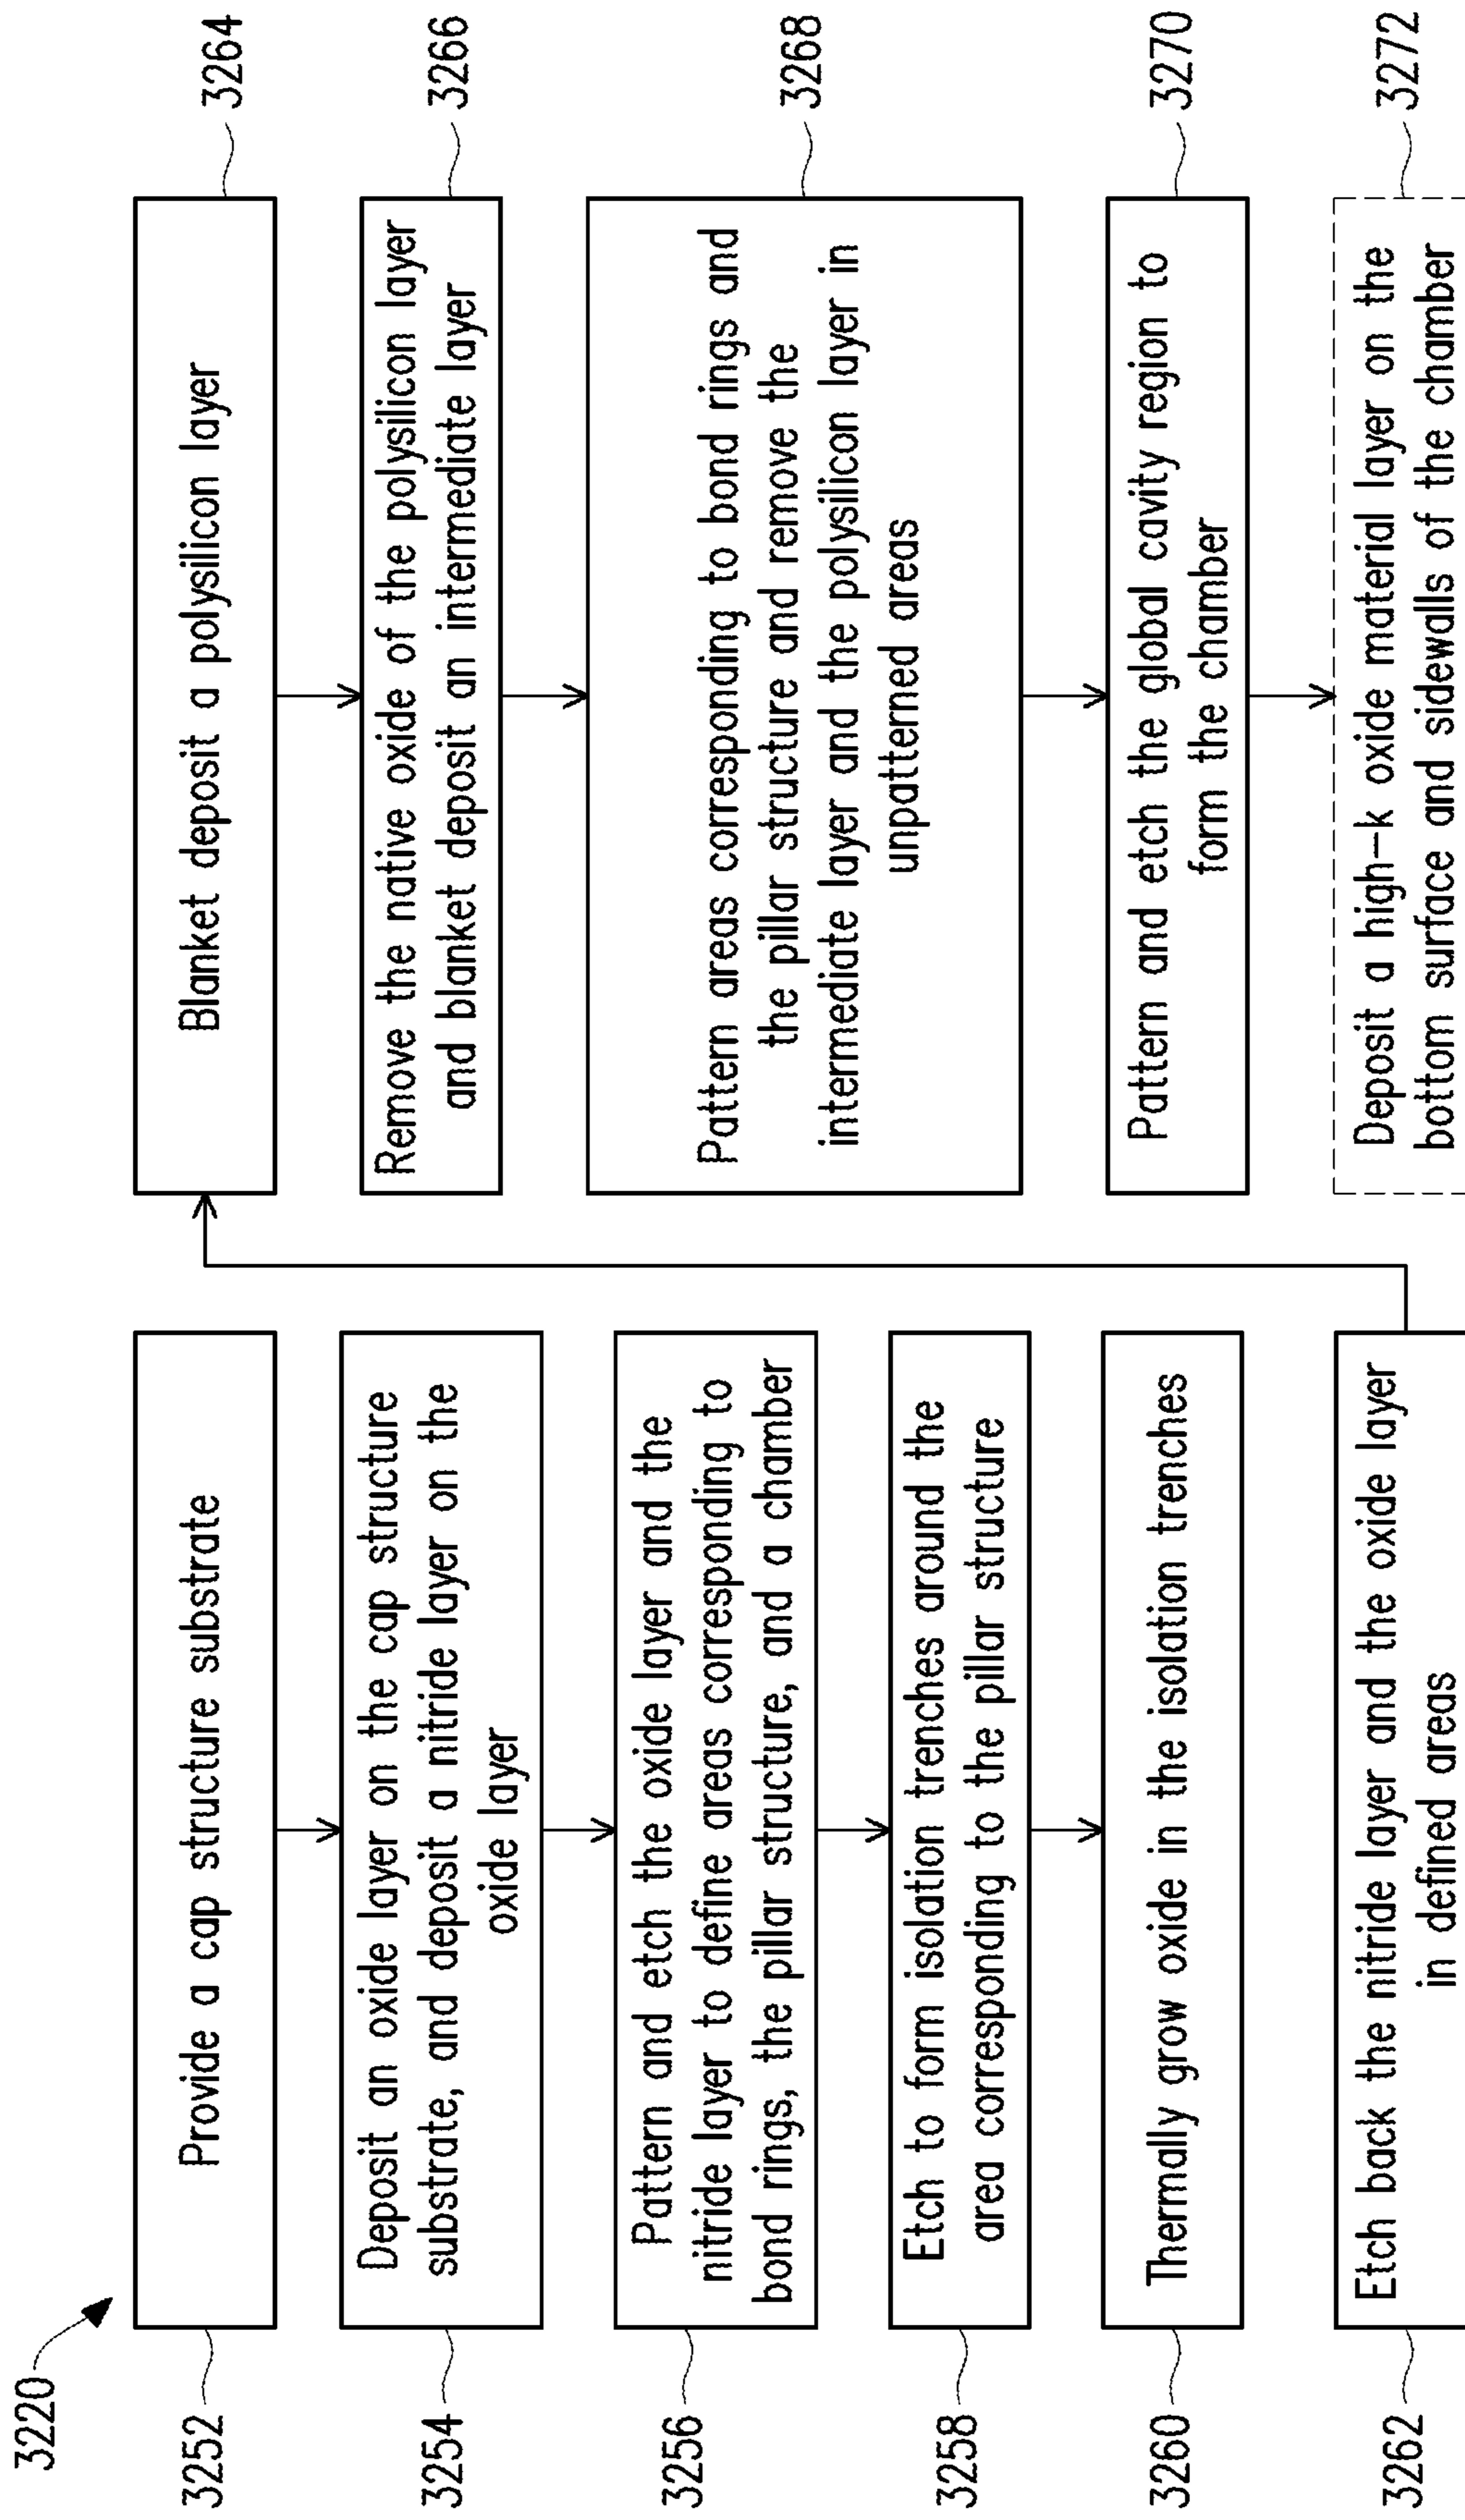 3220
3252
Provide a cap structure substrate
3254
Deposit an oxide layer on the cap structure
substrate, and deposit a nitride layer on the
oxide layer
3256
Pattern and etch the oxide layer and the
nitride layer to define areas corresponding to
bond rings, the pillar structure, and a chamber
3258
Etch to form isolation trenches around the
area corresponding to the pillar structure
3260
Thermally grow oxide in the isolation trenches
3262
Etch back the nitride layer and the oxide layer
in defined areas
Blanket deposit a polysilicon layer
3264
Remove the native oxide of the polysilicon layer
and blanket deposit an intermediate layer
3266
Pattern areas corresponding to bond rings and
the pillar structure and remove the
intermediate layer and the polysilicon layer in
unpatterned areas
3268
Pattern and etch the global cavity region to
form the chamber
3270
Deposit a high-k oxide material layer on the
bottom surface and sidewalls of the chamber
3272